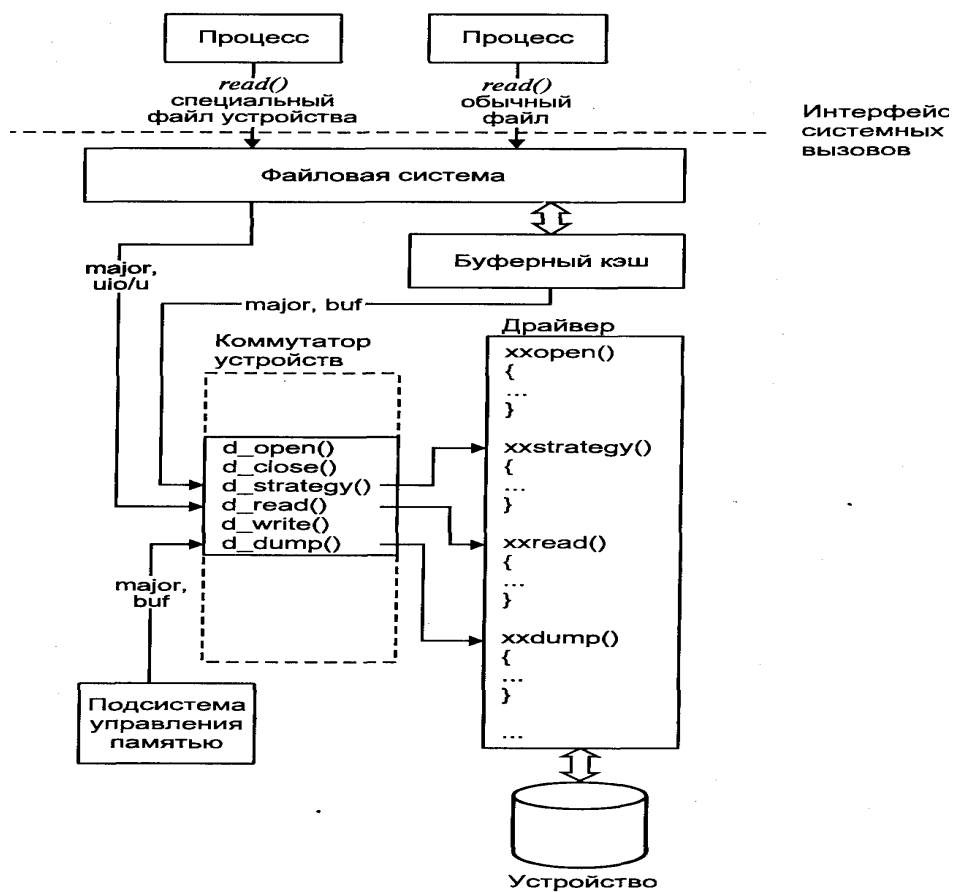 Процесс
Процесс
read()
специальный
файл устройства
read()
обычный
файл
Интерфейс
системных
вызовов
Файловая система
Буферный кэш
major,
uio/u
major, buf
Коммутатор
устройств
Драйвер
d_open()
d_close()
d_strategy()
d_read()
d_write()
d_dump()
xxopen()
{
...
}
xxstrategy()
{
...
}
xxread()
{
...
}
xxdump()
{
...
}
...
major,
buf
Подсистема
управления
памятью
Устройство